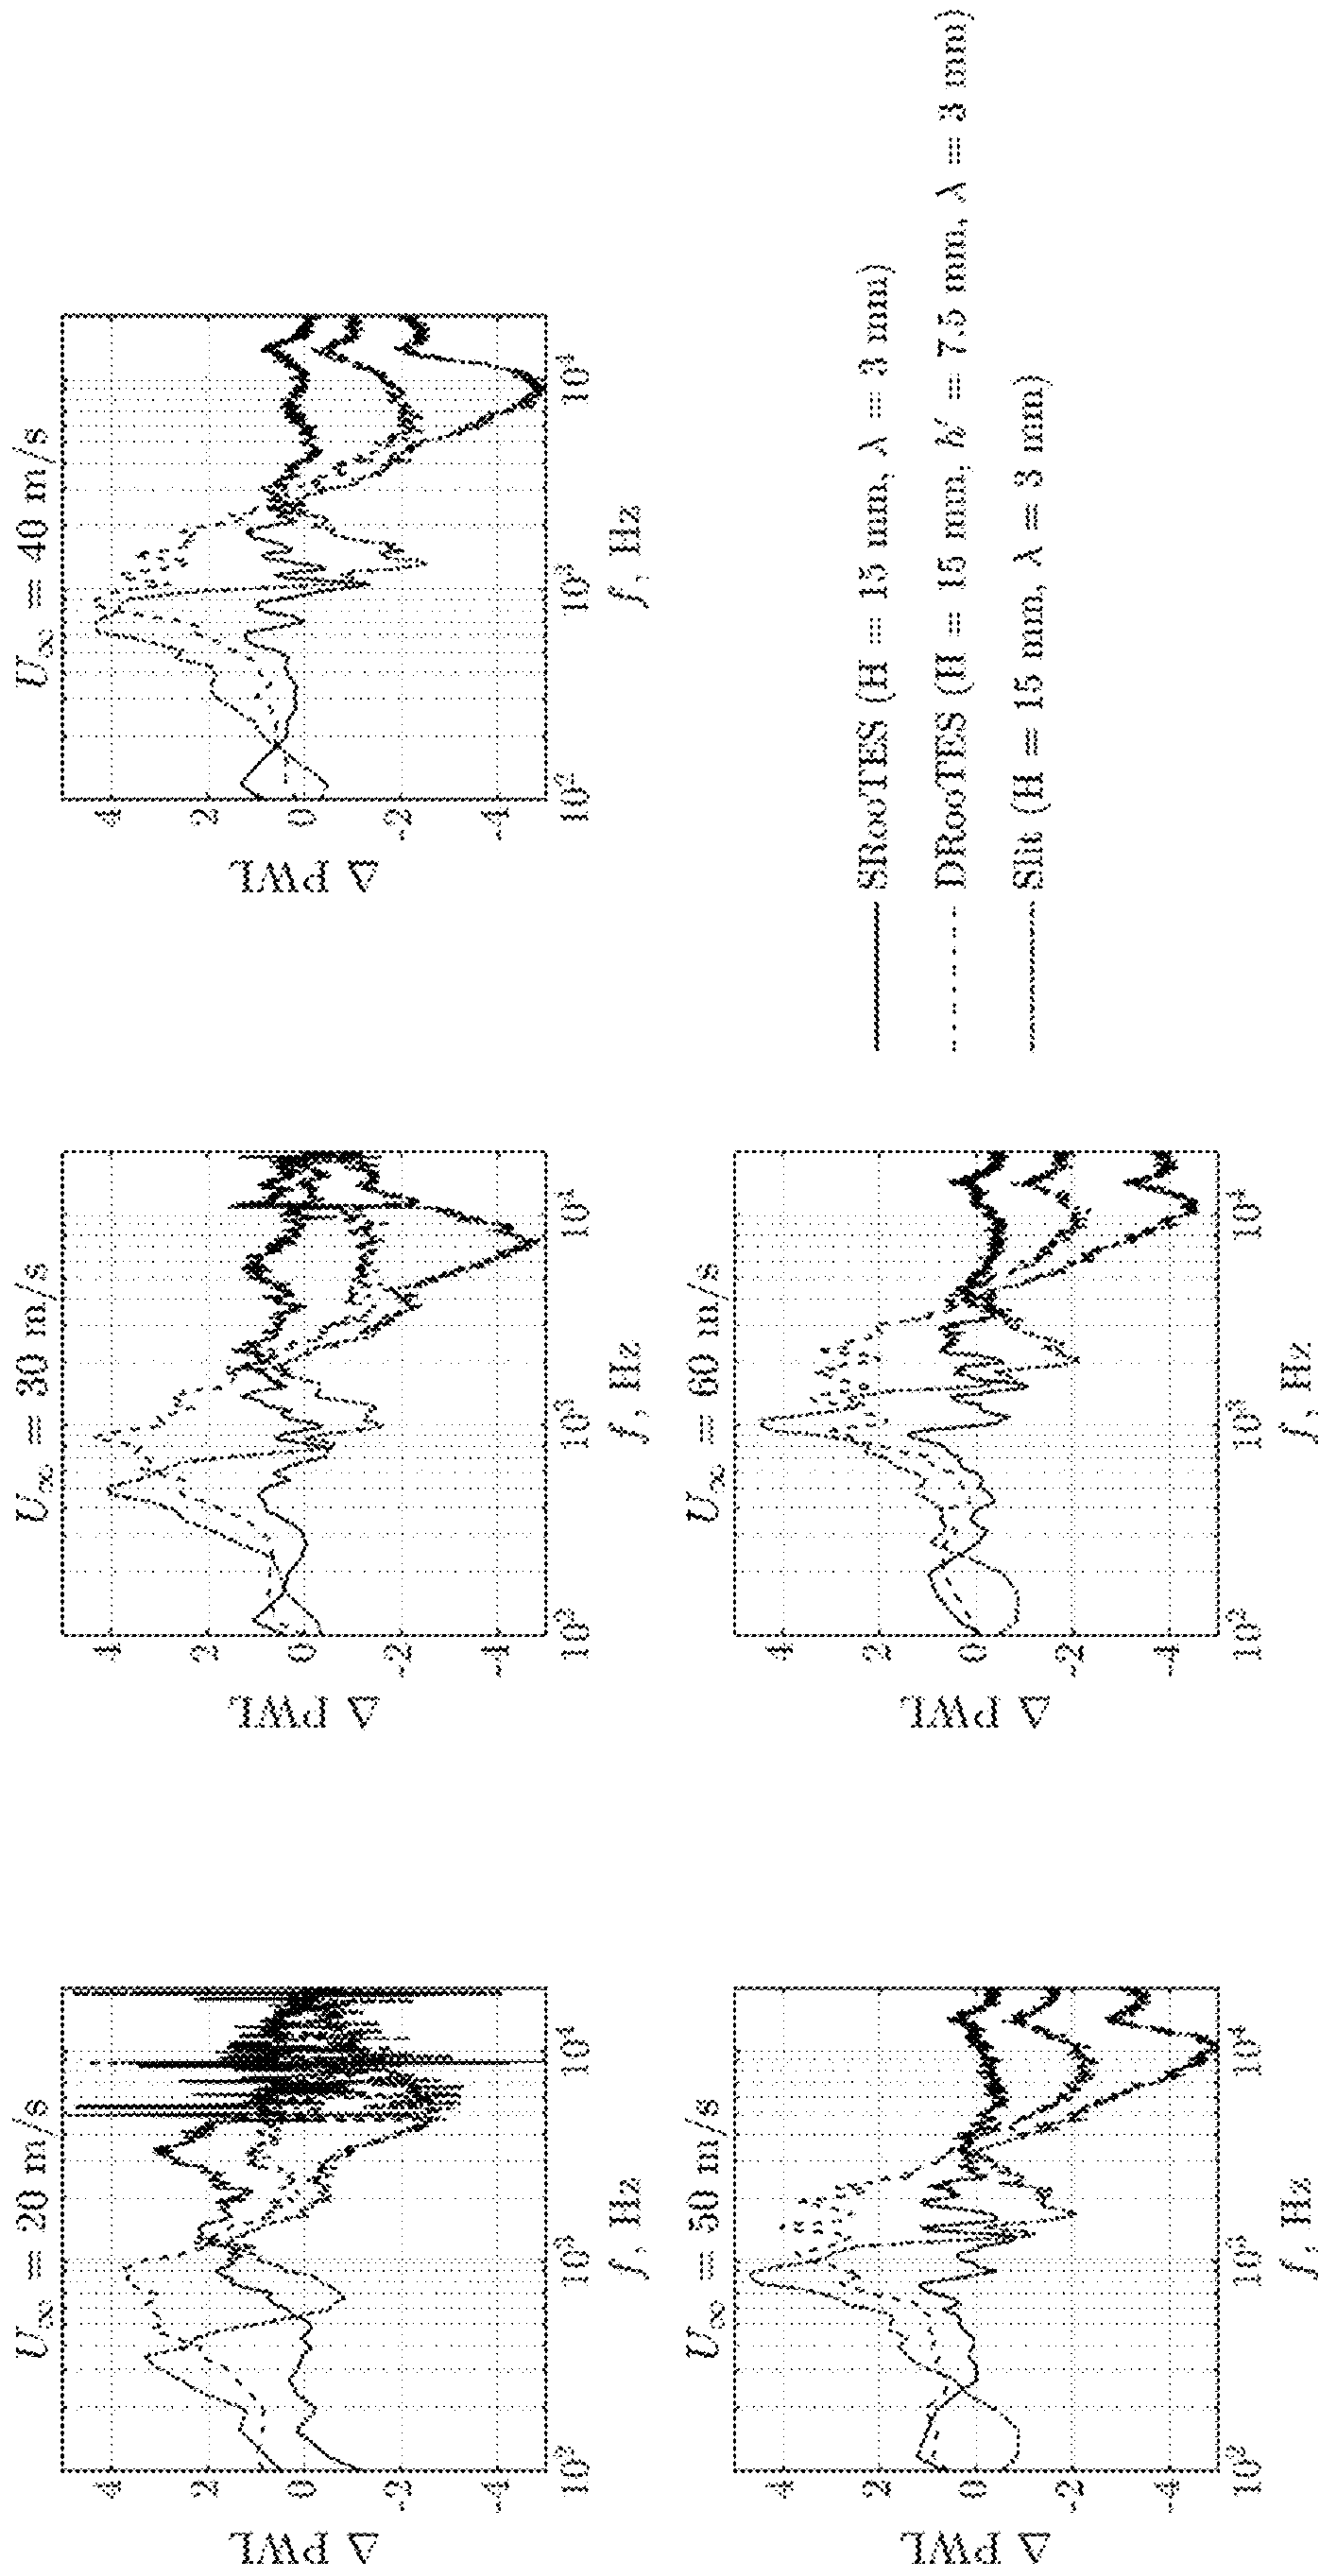 U∞ = 20 m/s
Δ PWL
4
2
0
-2
-4
10²
10³
10⁴
f, Hz
U∞ = 30 m/s
Δ PWL
4
2
0
-2
-4
10²
10³
10⁴
f, Hz
U∞ = 40 m/s
Δ PWL
4
2
0
-2
-4
10²
10³
10⁴
f, Hz
U∞ = 50 m/s
Δ PWL
4
2
0
-2
-4
10²
10³
10⁴
f, Hz
U∞ = 60 m/s
Δ PWL
4
2
0
-2
-4
10²
10³
10⁴
f, Hz
SRooTES (H = 15 mm, λ = 3 mm)
DRooTES (H = 15 mm, h' = 7.5 mm, λ = 3 mm)
Slit (H = 15 mm, λ = 3 mm)